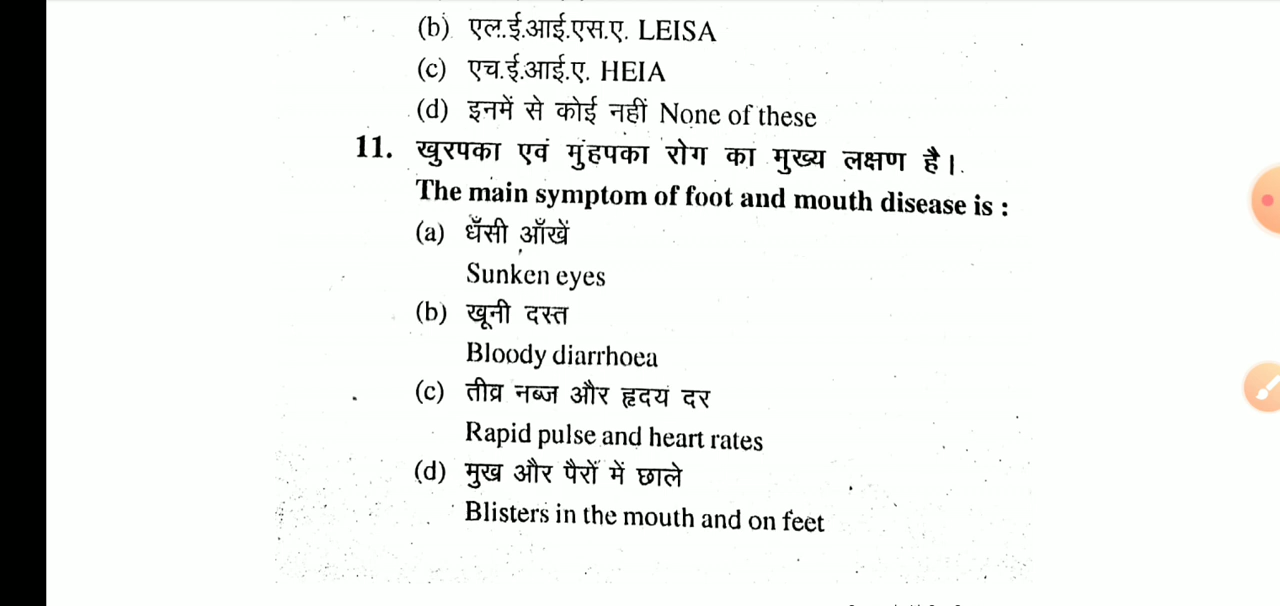 (b) एल.ई.आई.एस.ए. LEISA
(c) एच.ई.आई.ए. HEIA
(d) इनमें से कोई नहीं None of these
11. खुरपका एवं मुंहपका रोग का मुख्य लक्षण है।
The main symptom of foot and mouth disease is :
(a) धँसी आँखें
Sunken eyes
(b) खूनी दस्त
Bloody diarrhoea
(c) तीव्र नब्ज और हृदय दर
Rapid pulse and heart rates
(d) मुख और पैरों में छाले
Blisters in the mouth and on feet